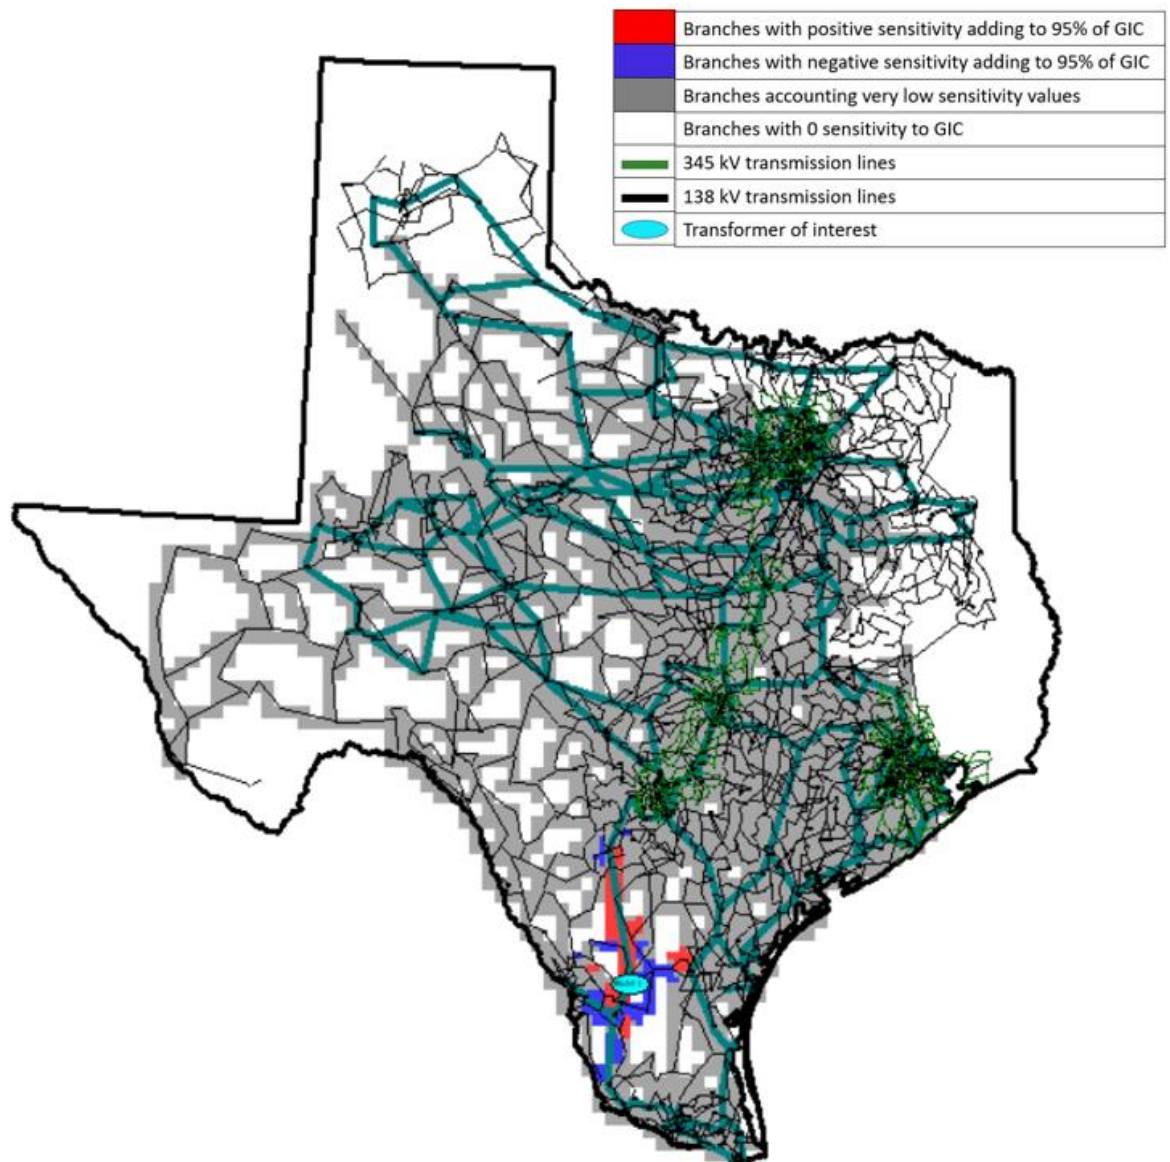 Branches with positive sensitivity adding to 95% of GIC
Branches with negative sensitivity adding to 95% of GIC
Branches accounting very low sensitivity values
Branches with 0 sensitivity to GIC
345 kV transmission lines
138 kV transmission lines
Transformer of interest